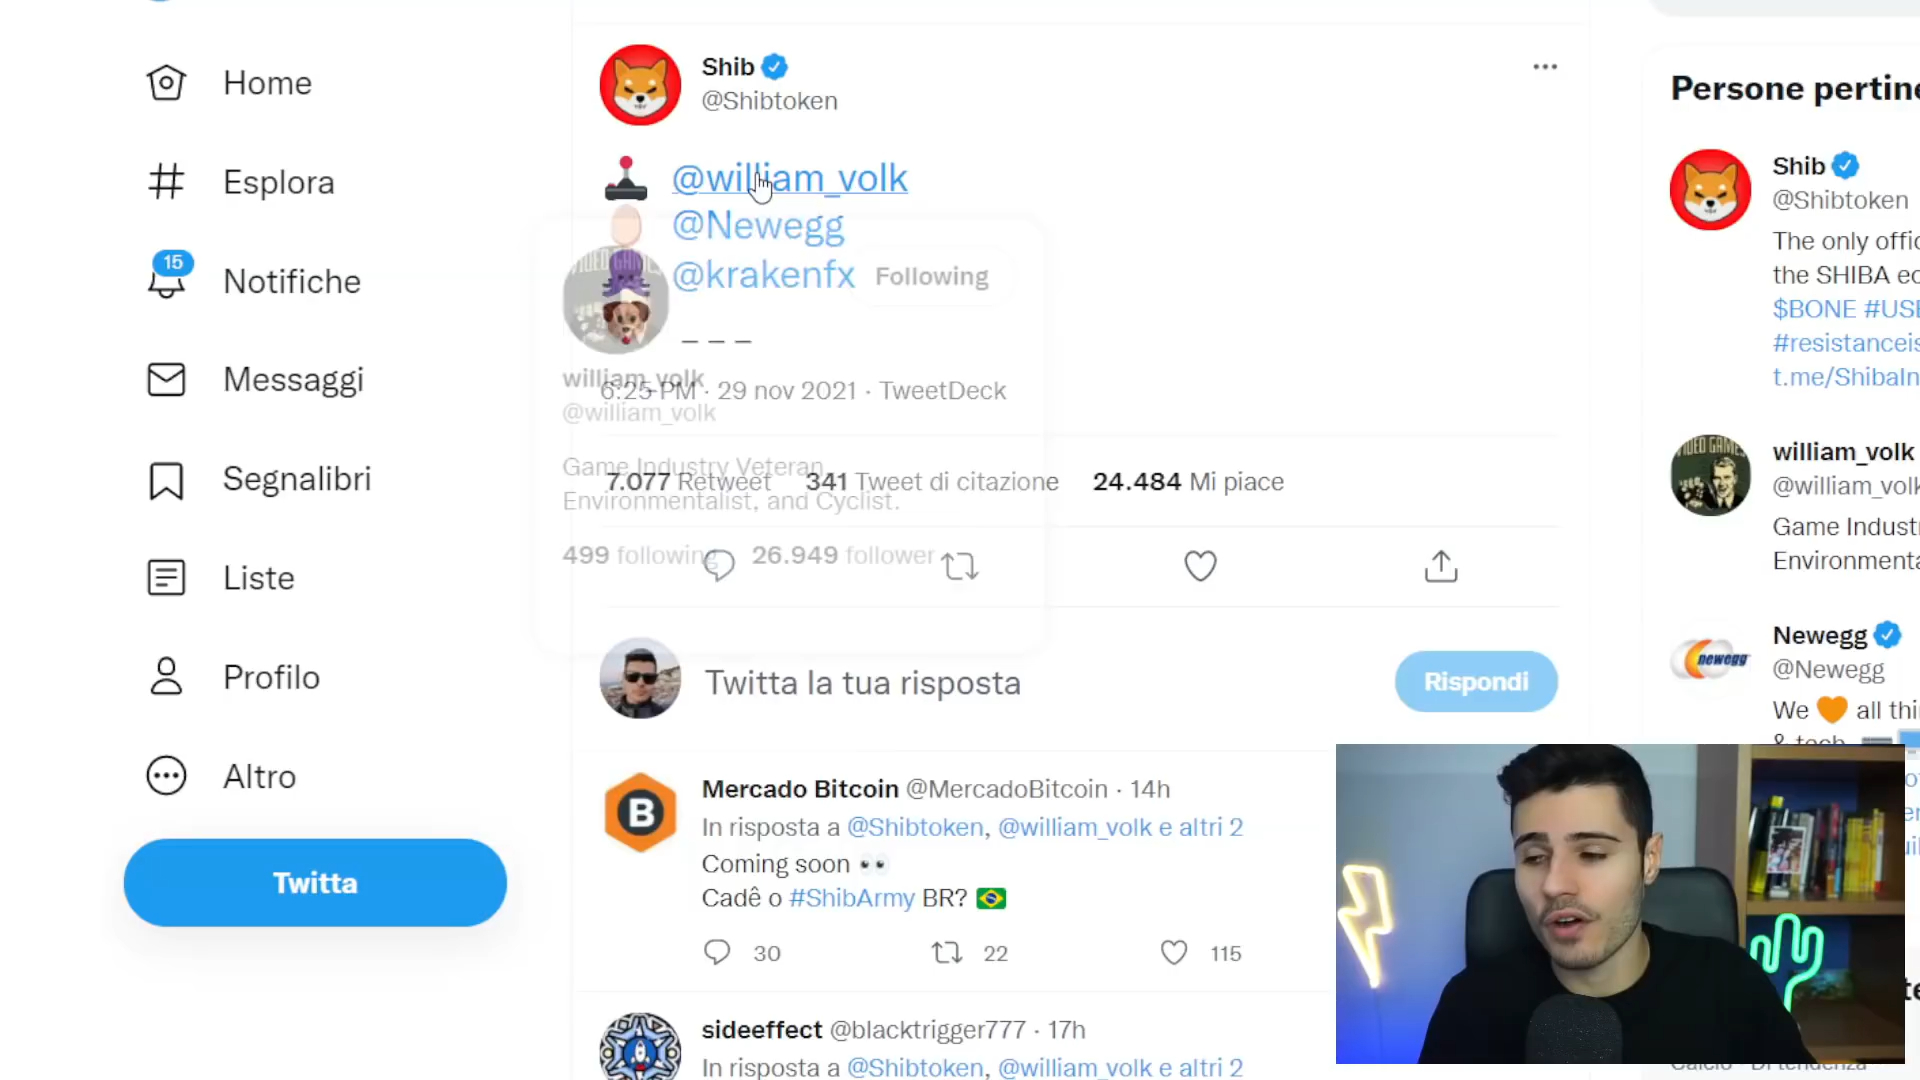 Home
Esplora
15
Notifiche
Messaggi
Segnalibri
Liste
Profilo
Altro
Twitta
Shib
@Shibtoken
@william_volk
@Newegg
@krakenfx
Following
_ _ _
william_volk
6:25 PM · 29 nov 2021 · TweetDeck
@william_volk
Game Industry Veteran,
7.077 Retweet 341 Tweet di citazione 24.484 Mi piace
Environmentalist, and Cyclist.
499 following 26.949 follower
Twitta la tua risposta
Rispondi
Mercado Bitcoin @MercadoBitcoin · 14h
In risposta a @Shibtoken, @william_volk e altri 2
Coming soon 👀
Cadê o #ShibArmy BR? 🇧🇷
30 22 115
sideeffect @blacktrigger777 · 17h
In risposta a @Shibtoken, @william_volk e altri 2
Persone pertine
Shib
@Shibtoken
The only offic
the SHIBA ec
$BONE #USE
#resistanceis
t.me/ShibaIn
william_volk
@william_volk
Game Industr
Environmenta
newegg
Newegg
@Newegg
We 🧡 all thi
& tech